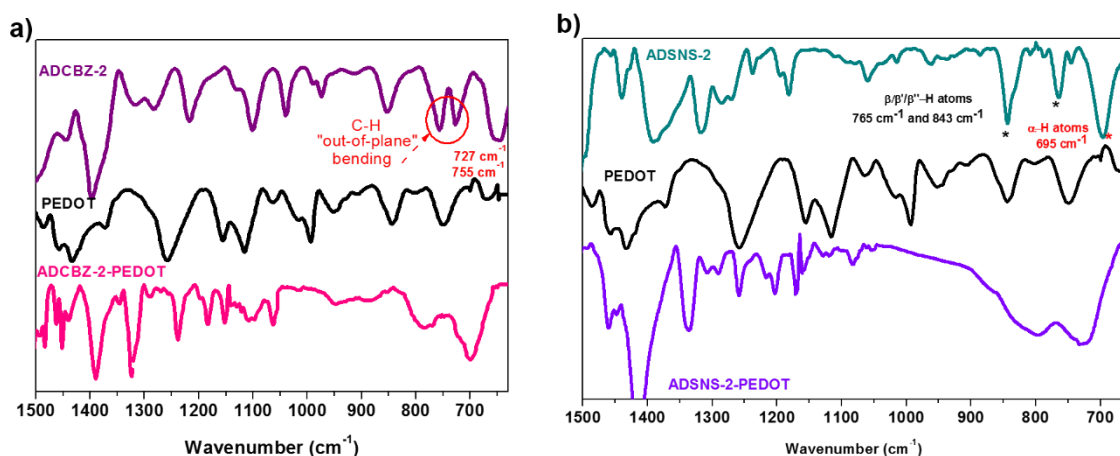 a)
ADCBZ-2
C-H
"out-of-plane"
bending
727 cm-1
755 cm-1
PEDOT
ADCBZ-2-PEDOT
1500 1400 1300 1200 1100 1000 900 800 700
Wavenumber (cm-1)
b)
ADSNS-2
β/β'/β''–H atoms
765 cm-1 and 843 cm-1
*
*
α-H atoms
695 cm-1
*
PEDOT
ADSNS-2-PEDOT
1500 1400 1300 1200 1100 1000 900 800 700
Wavenumber (cm-1)